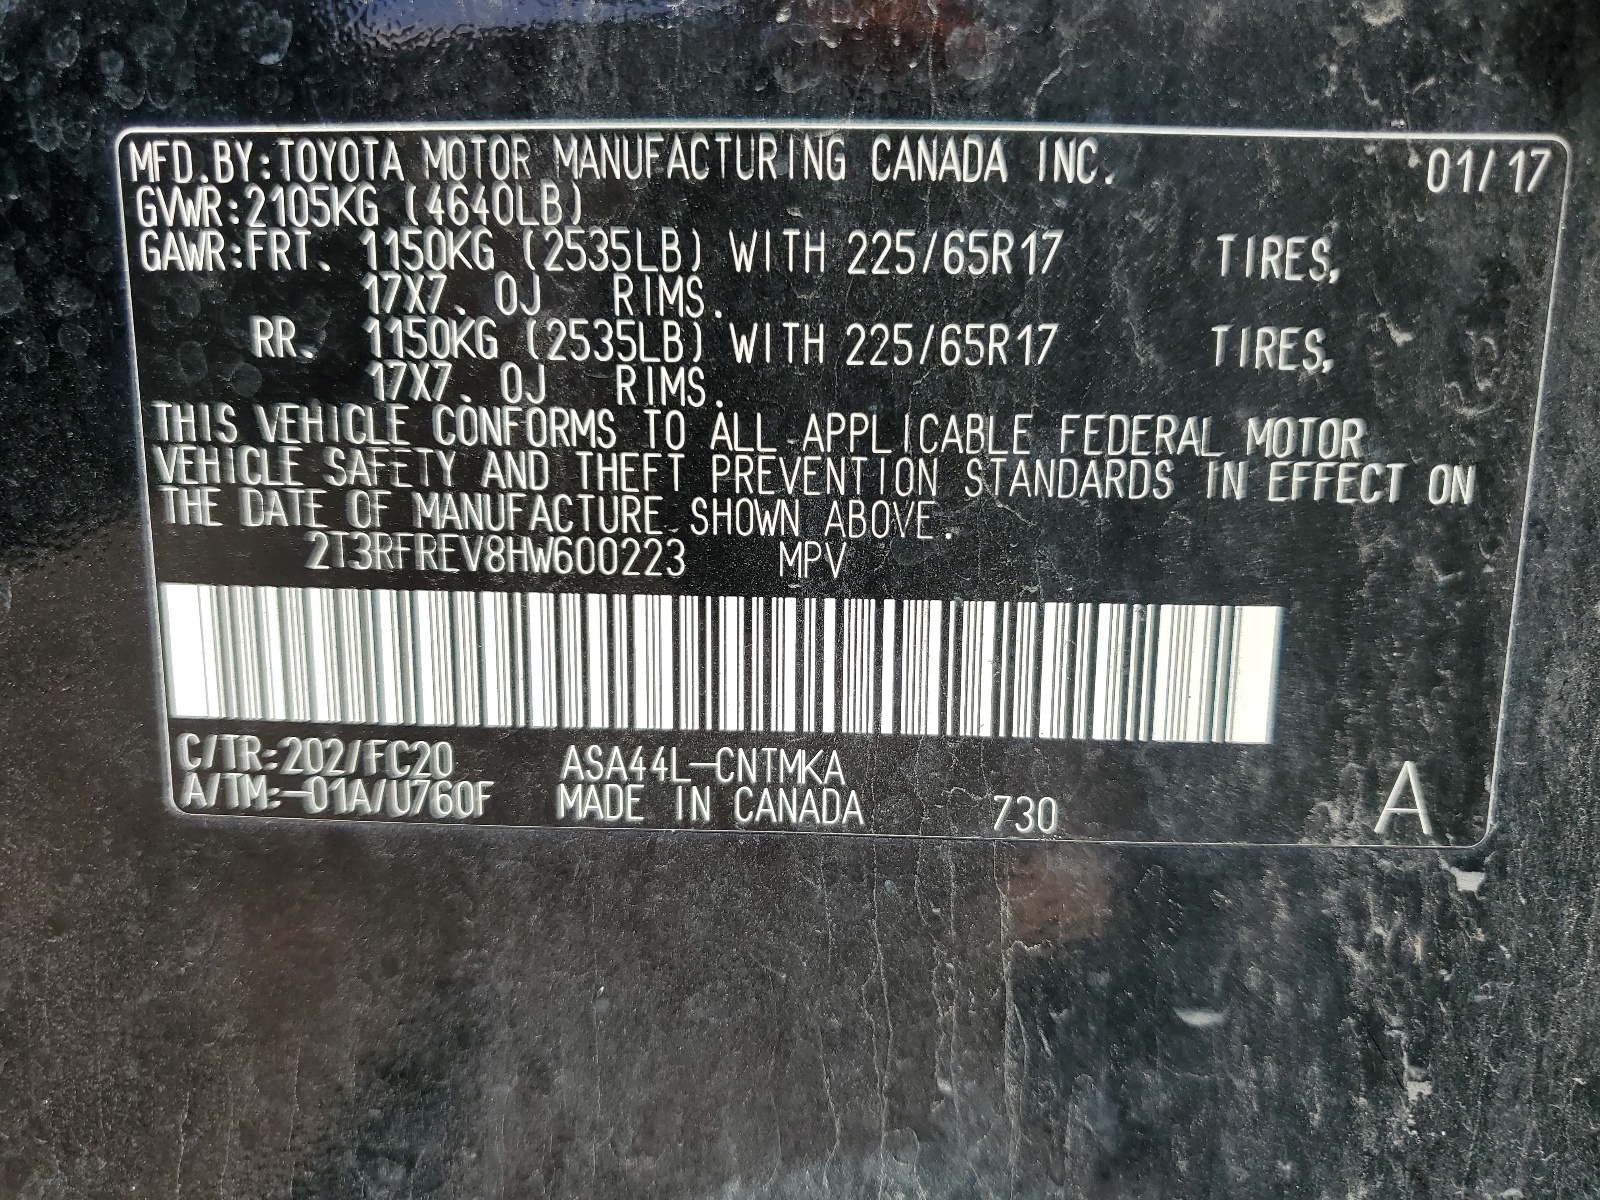 MFD.BY:TOYOTA MOTOR MANUFACTURING CANADA INC. 01/17
GVWR:2105KG (4640LB)
GAWR:FRT. 1150KG (2535LB) WITH 225/65R17 TIRES,
17X7. 0J RIMS.
RR. 1150KG (2535LB) WITH 225/65R17 TIRES,
17X7. 0J RIMS.
THIS VEHICLE CONFORMS TO ALL APPLICABLE FEDERAL MOTOR
VEHICLE SAFETY AND THEFT PREVENTION STANDARDS IN EFFECT ON
THE DATE OF MANUFACTURE SHOWN ABOVE.
2T3RFREV8HW600223 MPV
C/TR:202/FC20 ASA44L-CNTMKA
A/TM:-01A/U760F MADE IN CANADA 730 A